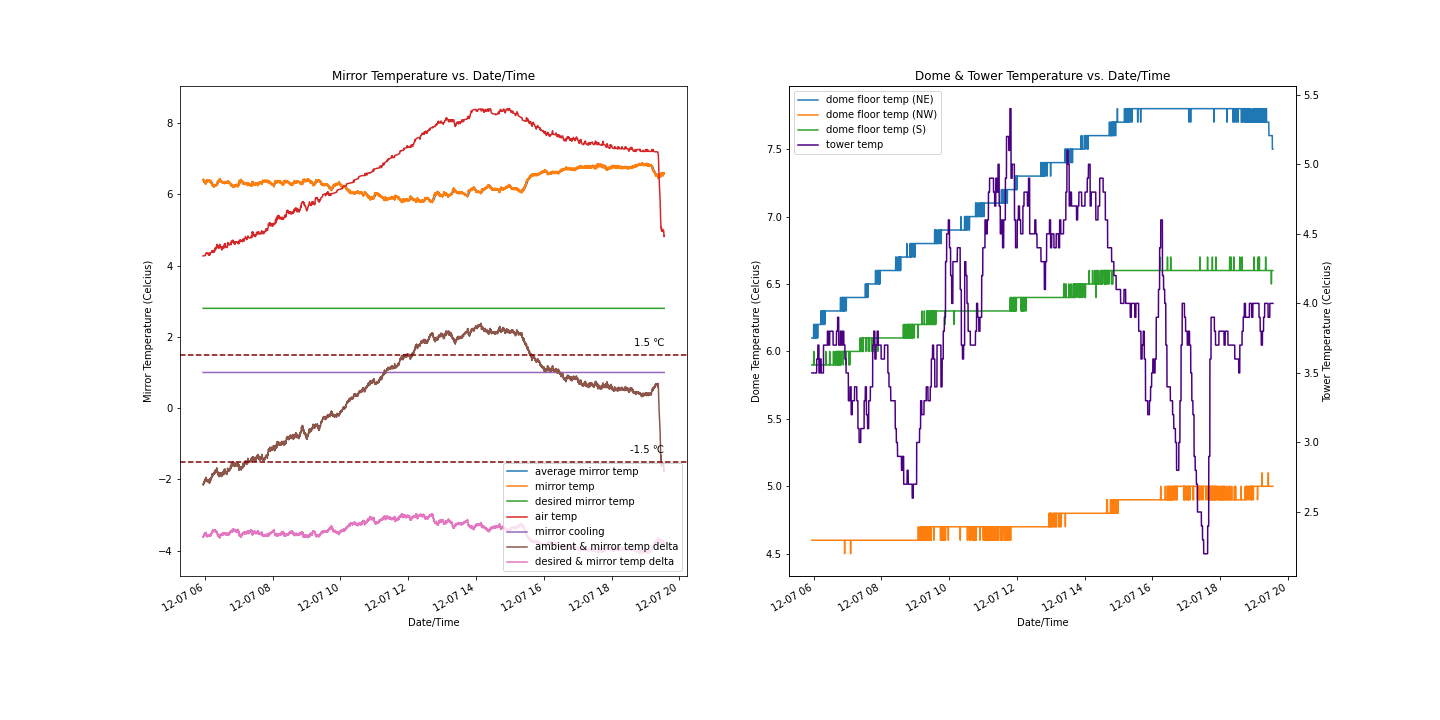 Mirror Temperature vs. Date/Time
Mirror Temperature (Celcius)
8
6
4
2
0
−2
−4
1.5 °C
-1.5 °C
average mirror temp
mirror temp
desired mirror temp
air temp
mirror cooling
ambient & mirror temp delta
desired & mirror temp delta
12-07 06
12-07 08
12-07 10
12-07 12
12-07 14
12-07 16
12-07 18
12-07 20
Date/Time
Dome & Tower Temperature vs. Date/Time
Dome Temperature (Celcius)
7.5
7.0
6.5
6.0
5.5
5.0
4.5
dome floor temp (NE)
dome floor temp (NW)
dome floor temp (S)
tower temp
5.5
5.0
4.5
4.0
3.5
3.0
2.5
Tower Temperature (Celcius)
12-07 06
12-07 08
12-07 10
12-07 12
12-07 14
12-07 16
12-07 18
12-07 20
Date/Time